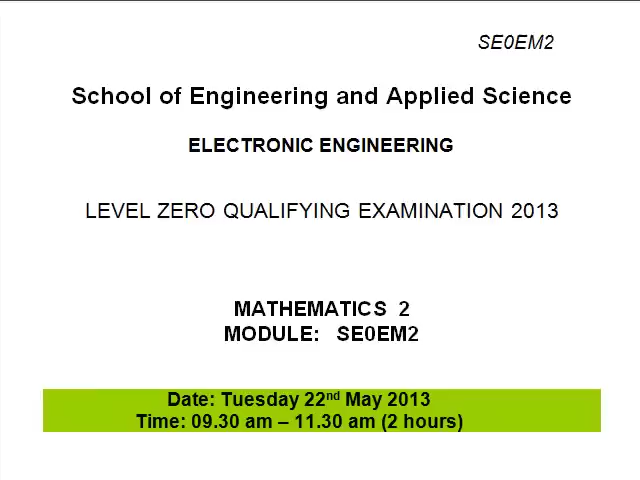 SE0EM2
School of Engineering and Applied Science
ELECTRONIC ENGINEERING
LEVEL ZERO QUALIFYING EXAMINATION 2013
MATHEMATICS 2
MODULE: SE0EM2
Date: Tuesday 22nd May 2013
Time: 09.30 am – 11.30 am (2 hours)